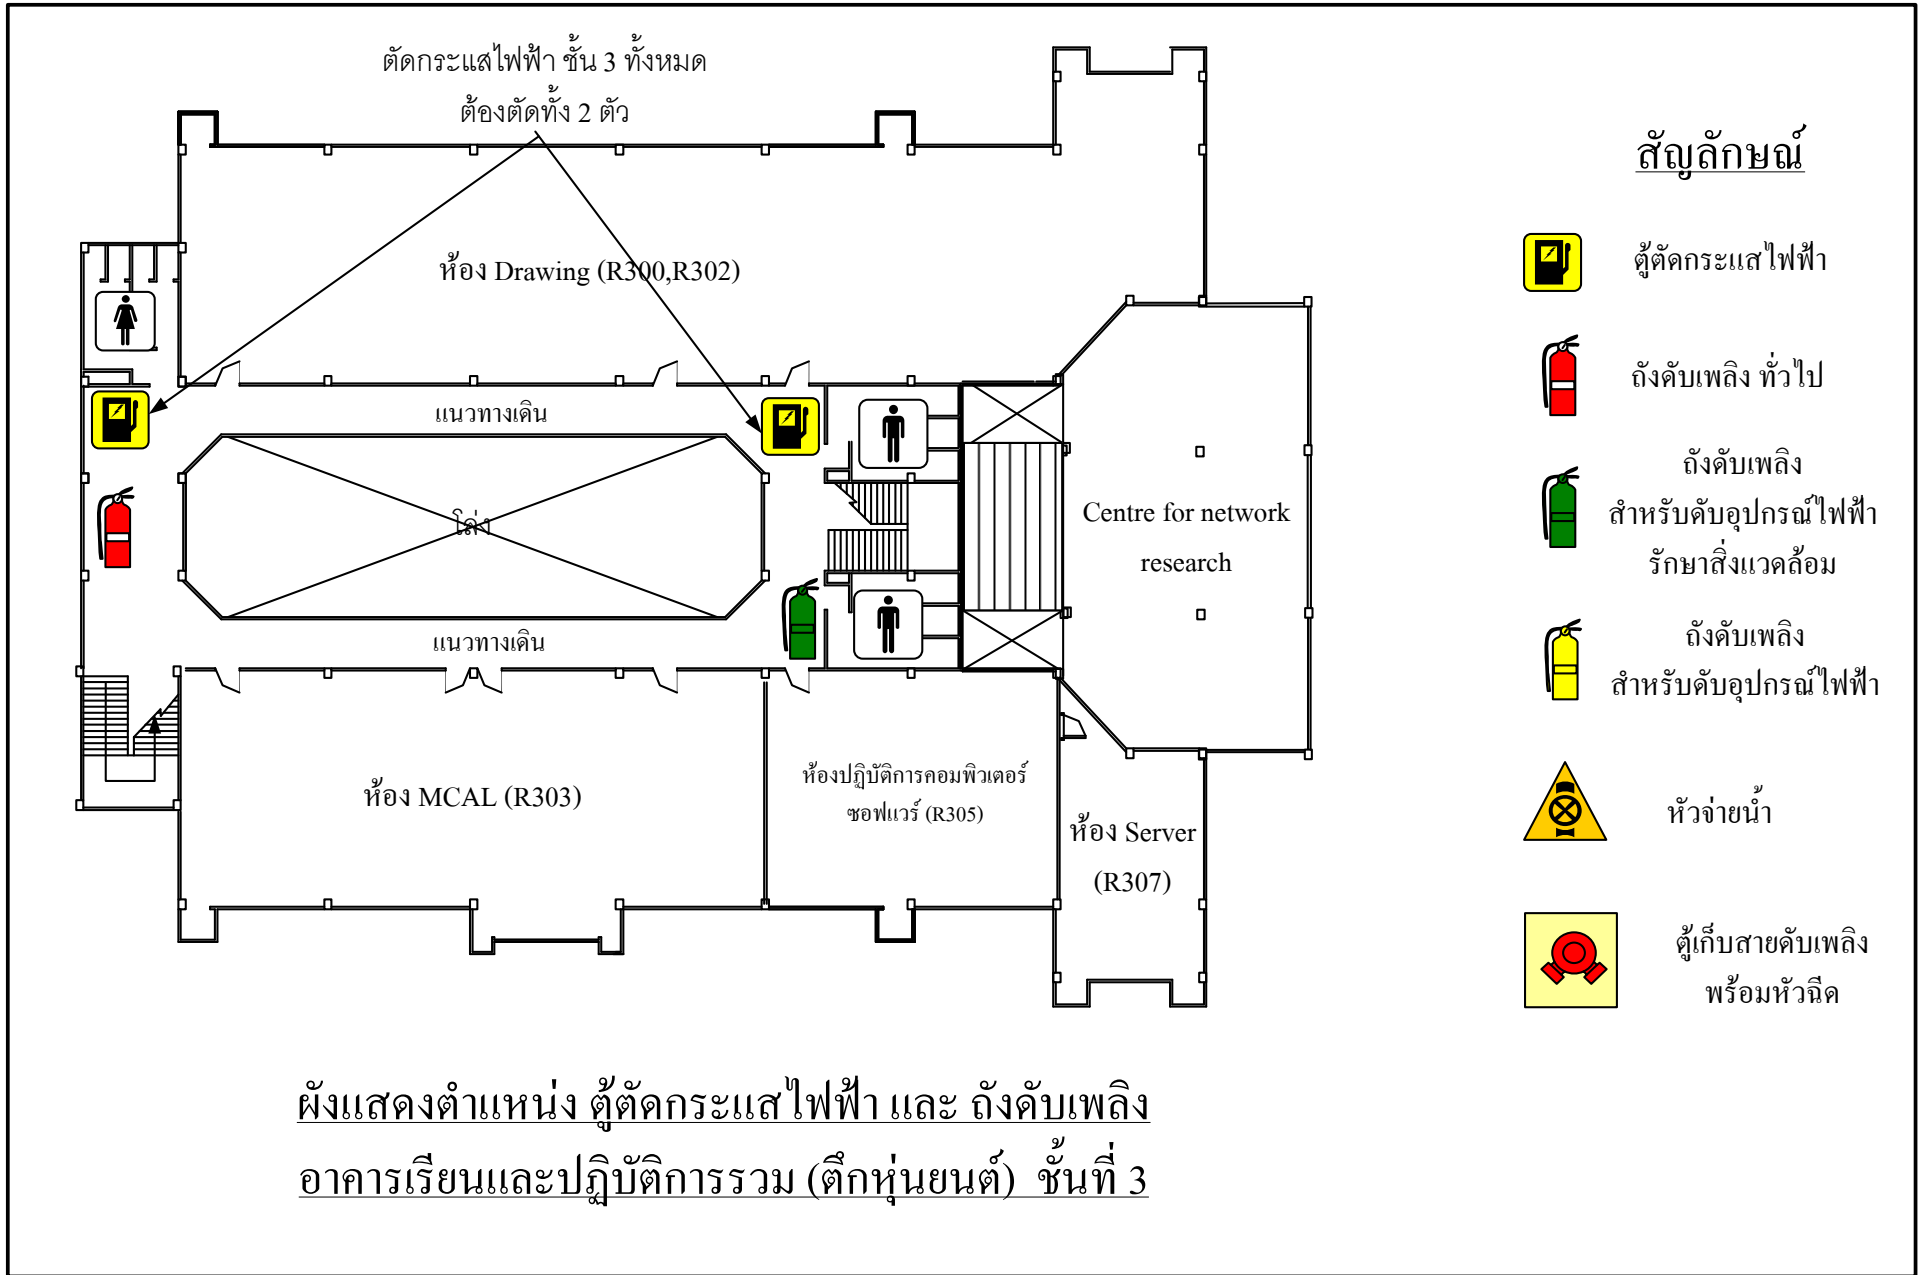 ตัดกระแสไฟฟ้า ชั้น 3 ทั้งหมด
ต้องตัดทั้ง 2 ตัว
ห้อง Drawing (R300,R302)
แนวทางเดิน
โถ่ง
แนวทางเดิน
Centre for network
research
ห้อง MCAL (R303)
ห้องปฏิบัติการคอมพิวเตอร์
ซอฟแวร์ (R305)
ห้อง Server
(R307)
สัญลักษณ์
ตู้ตัดกระแสไฟฟ้า
ถังดับเพลิง ทั่วไป
ถังดับเพลิง
สำหรับดับอุปกรณ์ไฟฟ้า
รักษาสิ่งแวดล้อม
ถังดับเพลิง
สำหรับดับอุปกรณ์ไฟฟ้า
หัวจ่ายน้ำ
ตู้เก็บสายดับเพลิง
พร้อมหัวฉีด
ผังแสดงตำแหน่ง ตู้ตัดกระแสไฟฟ้า และ ถังดับเพลิง
อาคารเรียนและปฏิบัติการรวม (ตึกหุ่นยนต์) ชั้นที่ 3